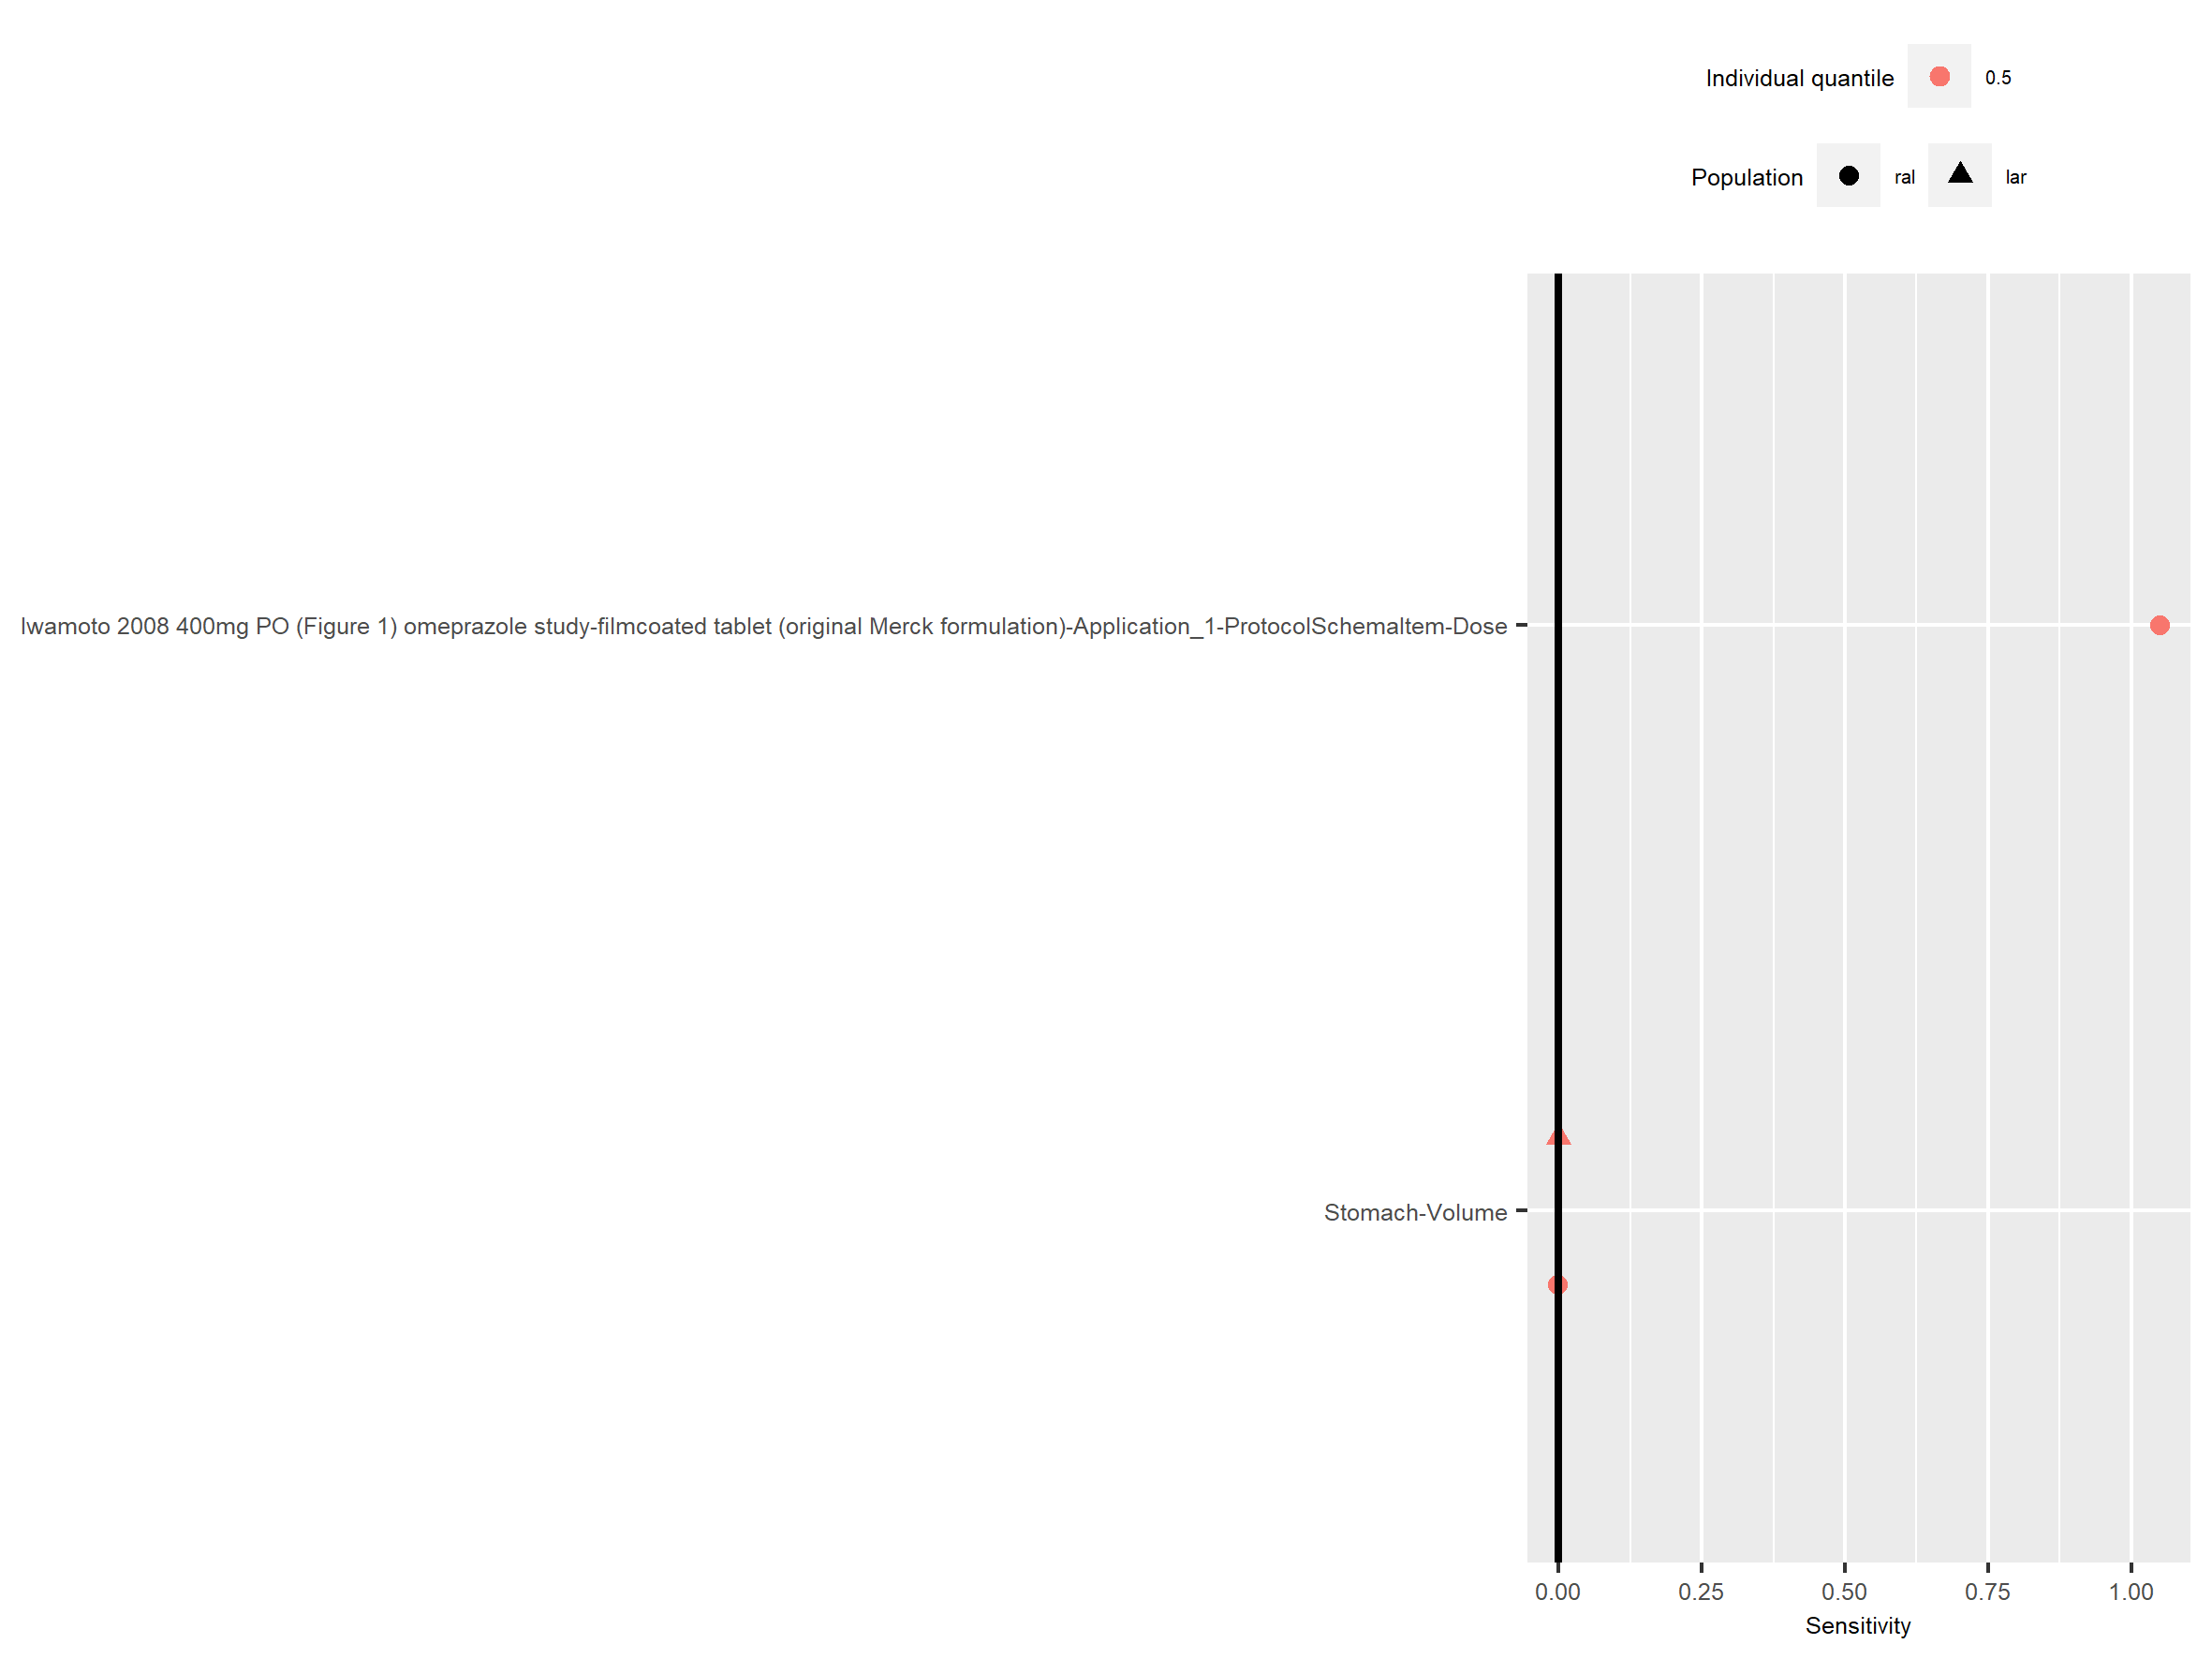 Individual quantile 0.5
Population ral lar
Iwamoto 2008 400mg PO (Figure 1) omeprazole study-filmcoated tablet (original Merck formulation)-Application_1-ProtocolSchemaItem-Dose
Stomach-Volume
0.00 0.25 0.50 0.75 1.00
Sensitivity